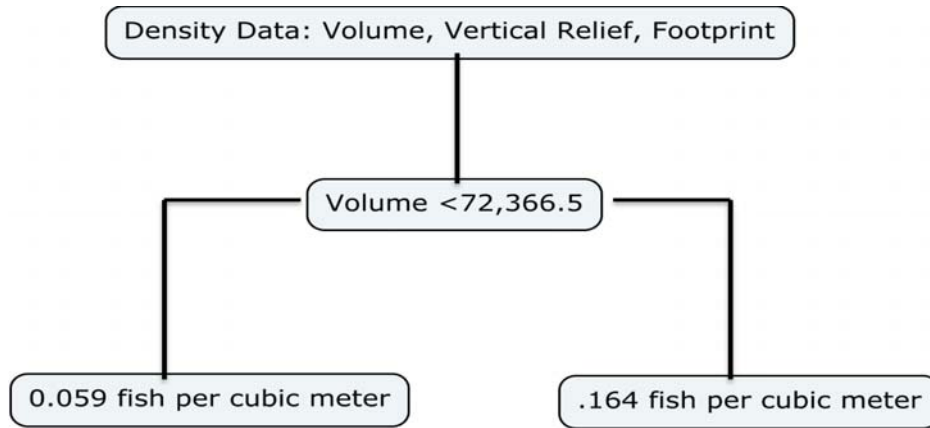 Density Data: Volume, Vertical Relief, Footprint
Volume <72,366.5
0.059 fish per cubic meter
.164 fish per cubic meter